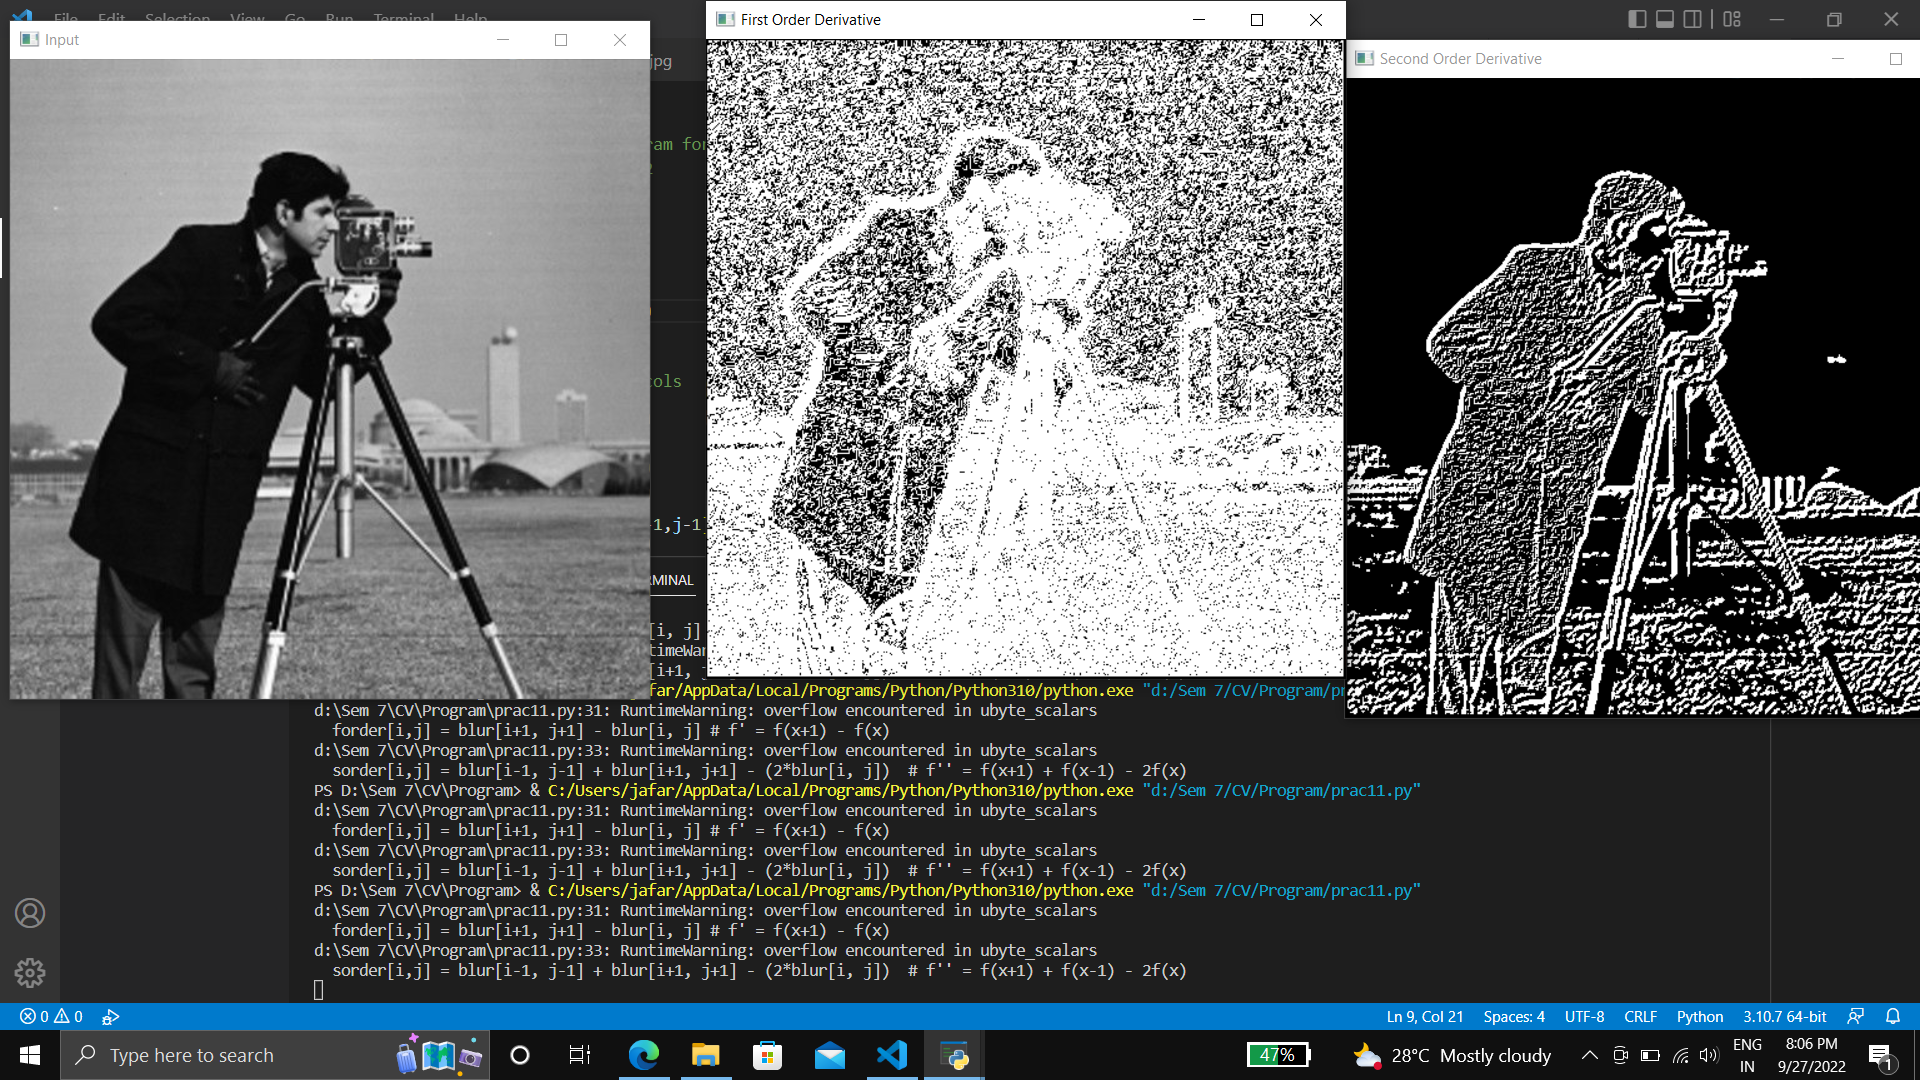 File Edit Selection View Go Run Terminal Help
Input
First Order Derivative
Second Order Derivative
jpg
ram for
2
cols
-1,j-1]
RMINAL
[i, j]
timeWar
[i+1, j
far/AppData/Local/Programs/Python/Python310/python.exe "d:/Sem 7/CV/Program/pr
d:\Sem 7\CV\Program\prac11.py:31: RuntimeWarning: overflow encountered in ubyte_scalars
forder[i,j] = blur[i+1, j+1] - blur[i, j] # f' = f(x+1) - f(x)
d:\Sem 7\CV\Program\prac11.py:33: RuntimeWarning: overflow encountered in ubyte_scalars
sorder[i,j] = blur[i-1, j-1] + blur[i+1, j+1] - (2*blur[i, j])  # f'' = f(x+1) + f(x-1) - 2f(x)
PS D:\Sem 7\CV\Program> & C:/Users/jafar/AppData/Local/Programs/Python/Python310/python.exe "d:/Sem 7/CV/Program/prac11.py"
d:\Sem 7\CV\Program\prac11.py:31: RuntimeWarning: overflow encountered in ubyte_scalars
forder[i,j] = blur[i+1, j+1] - blur[i, j] # f' = f(x+1) - f(x)
d:\Sem 7\CV\Program\prac11.py:33: RuntimeWarning: overflow encountered in ubyte_scalars
sorder[i,j] = blur[i-1, j-1] + blur[i+1, j+1] - (2*blur[i, j])  # f'' = f(x+1) + f(x-1) - 2f(x)
PS D:\Sem 7\CV\Program> & C:/Users/jafar/AppData/Local/Programs/Python/Python310/python.exe "d:/Sem 7/CV/Program/prac11.py"
d:\Sem 7\CV\Program\prac11.py:31: RuntimeWarning: overflow encountered in ubyte_scalars
forder[i,j] = blur[i+1, j+1] - blur[i, j] # f' = f(x+1) - f(x)
d:\Sem 7\CV\Program\prac11.py:33: RuntimeWarning: overflow encountered in ubyte_scalars
sorder[i,j] = blur[i-1, j-1] + blur[i+1, j+1] - (2*blur[i, j])  # f'' = f(x+1) + f(x-1) - 2f(x)
0 0 Ln 9, Col 21 Spaces: 4 UTF-8 CRLF Python 3.10.7 64-bit
Type here to search 47% 28°C Mostly cloudy ENG IN 8:06 PM 9/27/2022 1